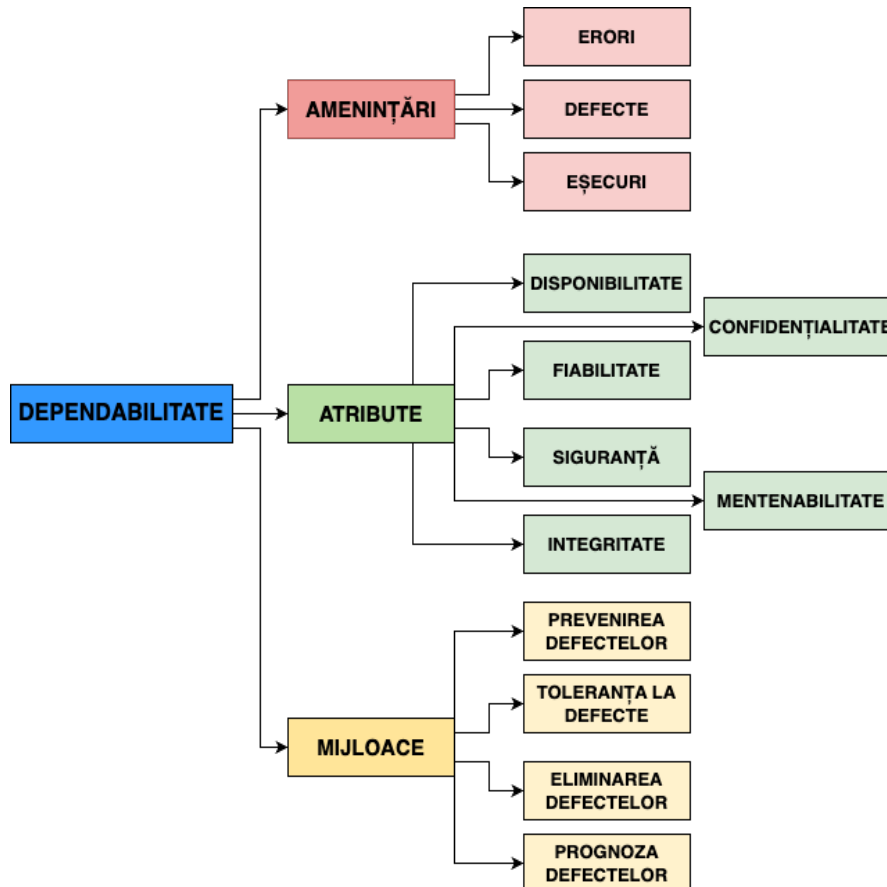 ERORI
AMENINȚĂRI
DEFECTE
EȘECURI
DISPONIBILITATE
CONFIDENȚIALITATE
FIABILITATE
DEPENDABILITATE
ATRIBUTE
SIGURANȚĂ
MENTENABILITATE
INTEGRITATE
PREVENIREA
DEFECTELOR
TOLERANȚA LA
DEFECTE
MIJLOACE
ELIMINAREA
DEFECTELOR
PROGNOZA
DEFECTELOR